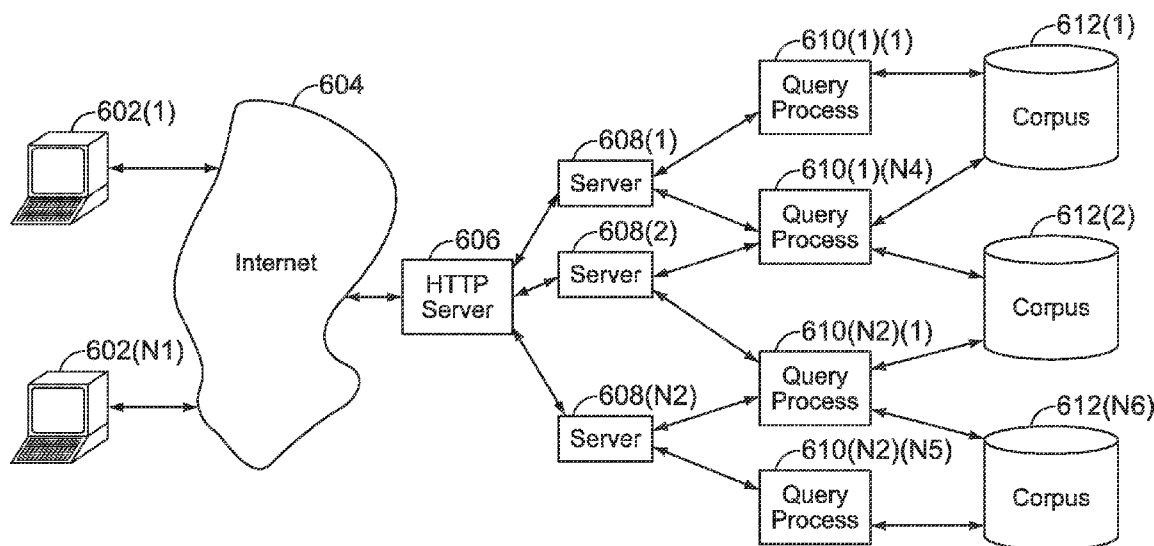 602(1)
602(N1)
604
Internet
606
HTTP
Server
608(1)
Server
608(2)
Server
608(N2)
Server
610(1)(1)
Query
Process
610(1)(N4)
Query
Process
610(N2)(1)
Query
Process
610(N2)(N5)
Query
Process
612(1)
Corpus
612(2)
Corpus
612(N6)
Corpus